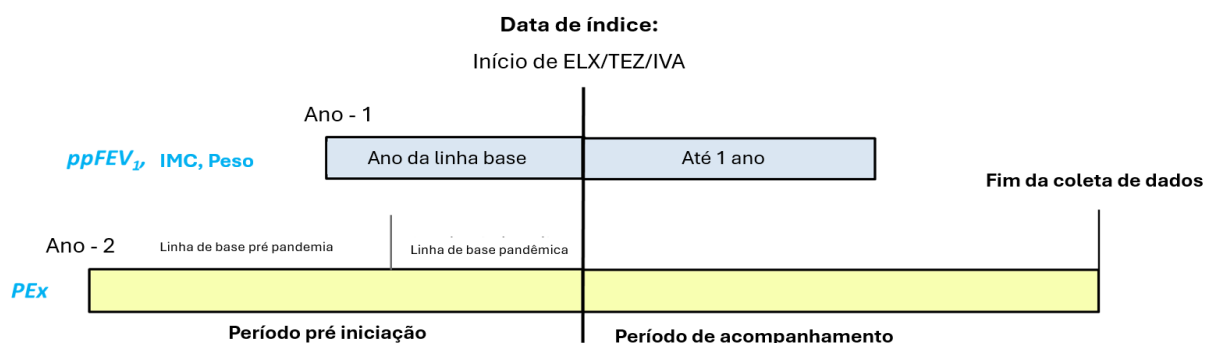 Data de índice:
Início de ELX/TEZ/IVA
Ano - 1
ppFEV1, IMC, Peso
Ano da linha base
Até 1 ano
Fim da coleta de dados
Ano - 2
Linha de base pré pandemia
Linha de base pandêmica
PEx
Período pré iniciação
Período de acompanhamento